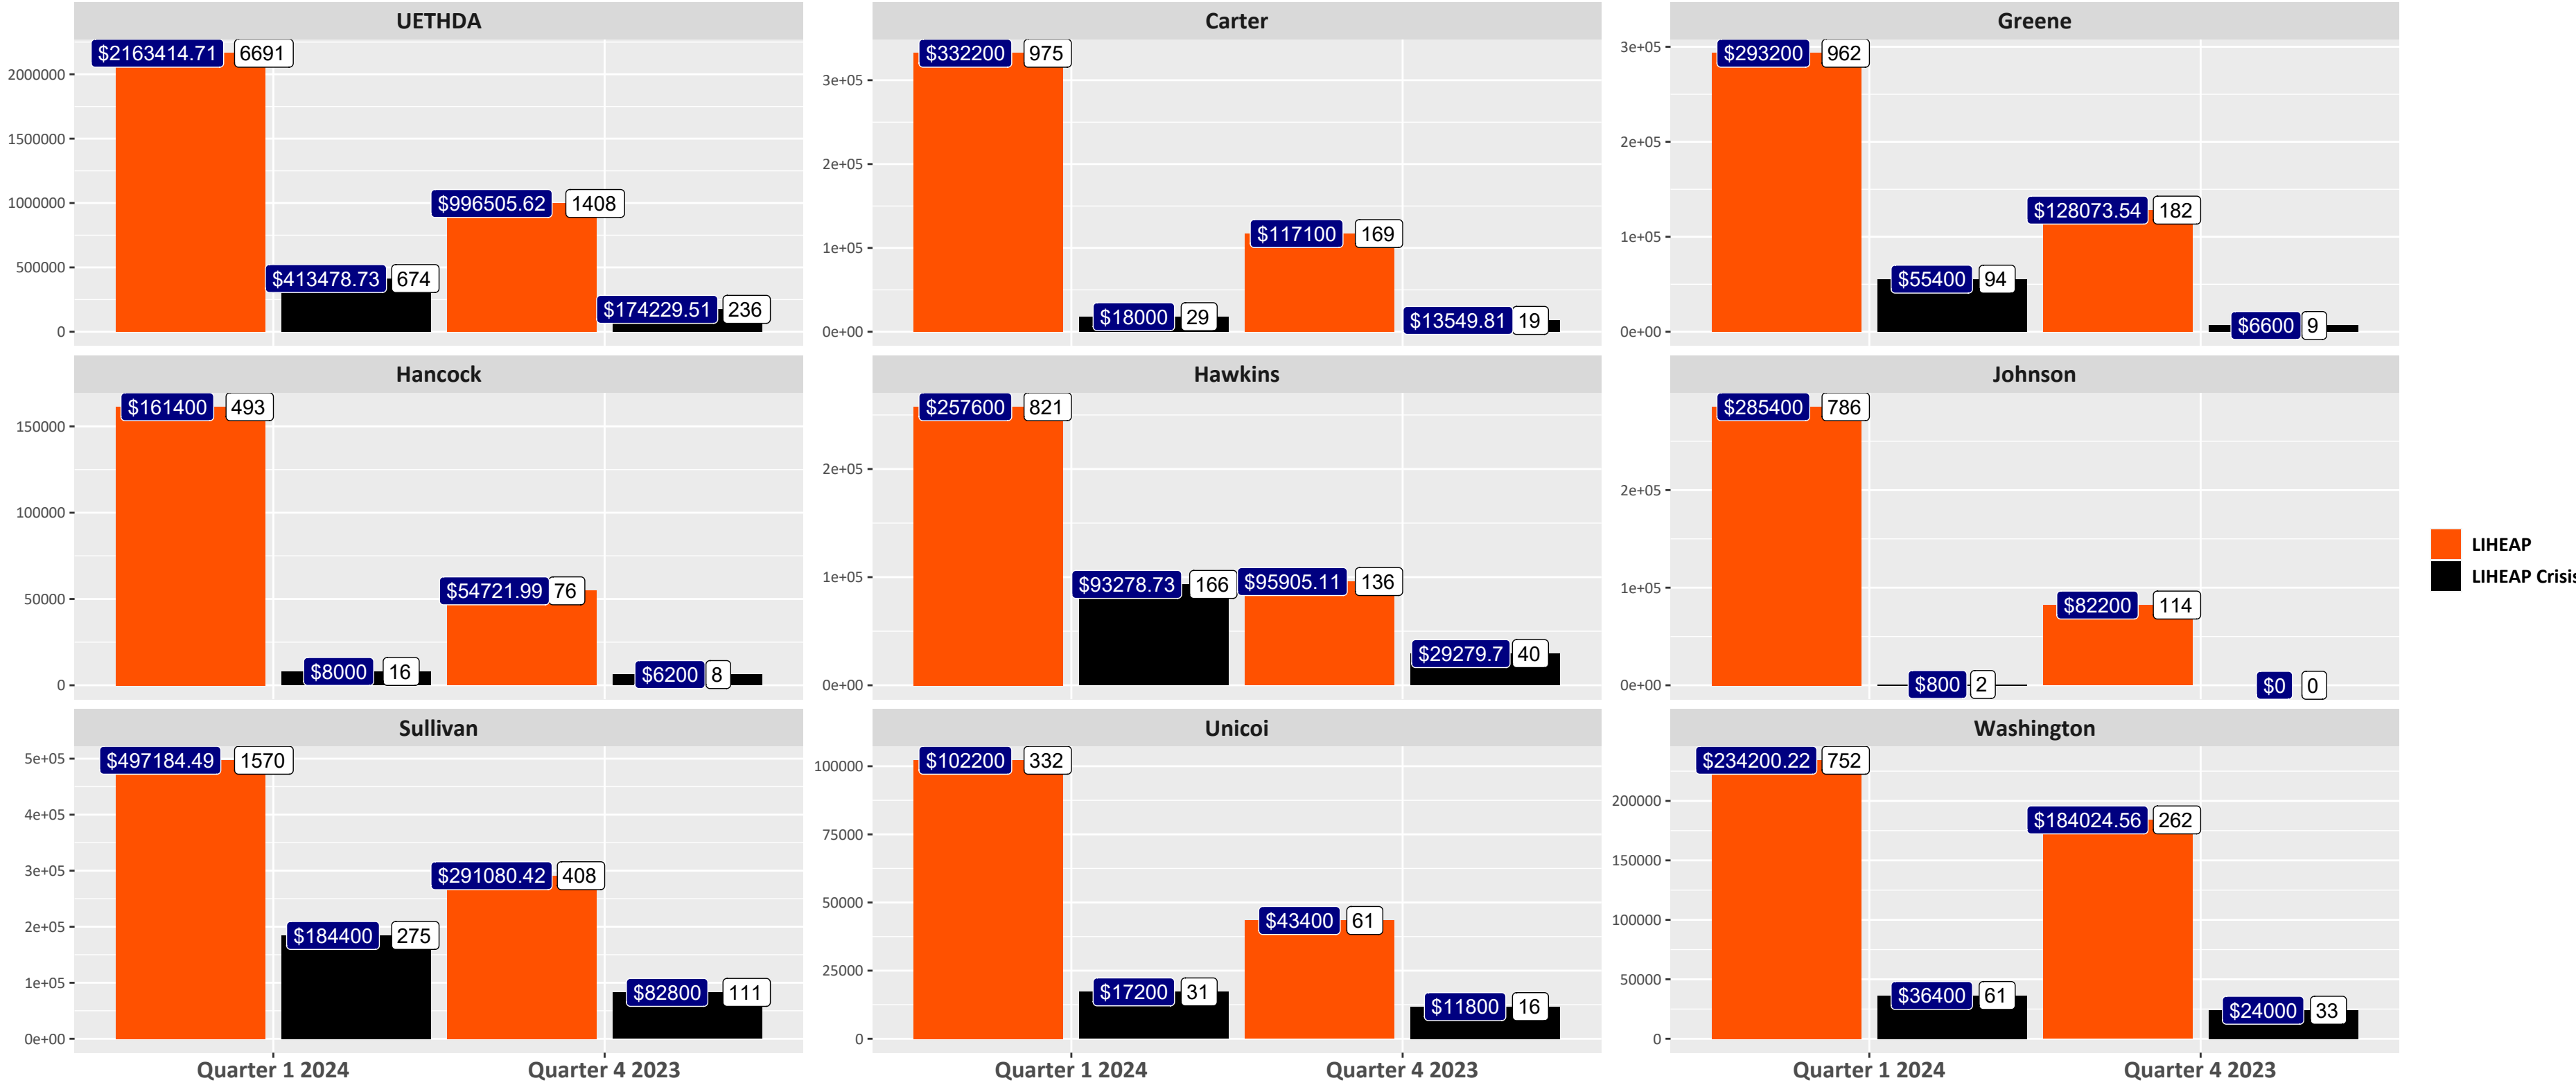 UETHDA
$2163414.71 6691
2000000
1500000
1000000
500000
0
$413478.73 674
$996505.62 1408
$174229.51 236
Carter
$332200 975
3e+05
2e+05
1e+05
0e+00
$18000 29
$117100 169
$13549.81 19
Greene
$293200 962
3e+05
2e+05
1e+05
0e+00
$55400 94
$128073.54 182
$6600 9
Hancock
$161400 493
150000
100000
50000
0
$8000 16
$54721.99 76
$6200 8
Hawkins
$257600 821
2e+05
1e+05
0e+00
$93278.73 166
$95905.11 136
$29279.7 40
Johnson
$285400 786
2e+05
1e+05
0e+00
$800 2
$82200 114
$0 0
Sullivan
$497184.49 1570
5e+05
4e+05
3e+05
2e+05
1e+05
0e+00
$184400 275
$291080.42 408
$82800 111
Quarter 1 2024
Quarter 4 2023
Unicoi
$102200 332
100000
75000
50000
25000
0
$17200 31
$43400 61
$11800 16
Quarter 1 2024
Quarter 4 2023
Washington
$234200.22 752
200000
150000
100000
50000
0
$36400 61
$184024.56 262
$24000 33
Quarter 1 2024
Quarter 4 2023
LIHEAP
LIHEAP Crisis